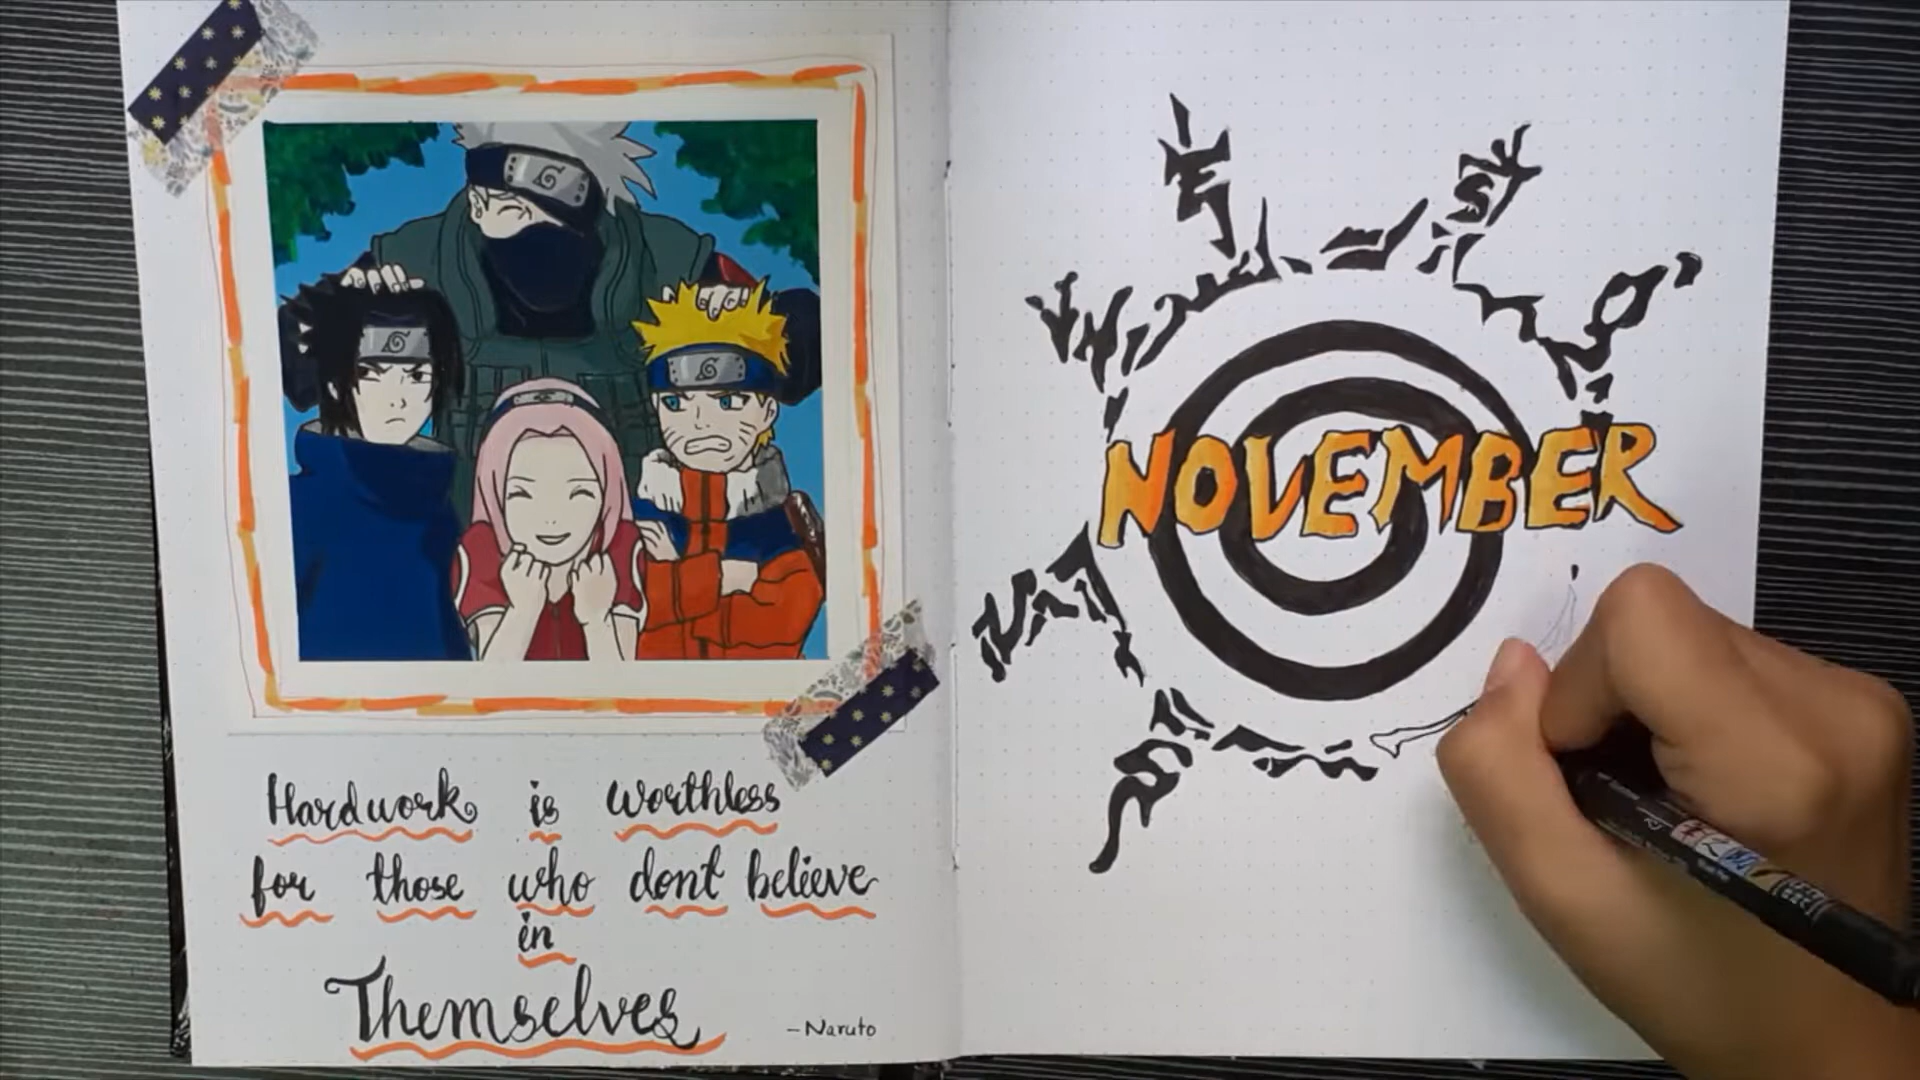 Hardwork is worthless
for those who dont believe
in
Themselves
-Naruto
NOVEMBER